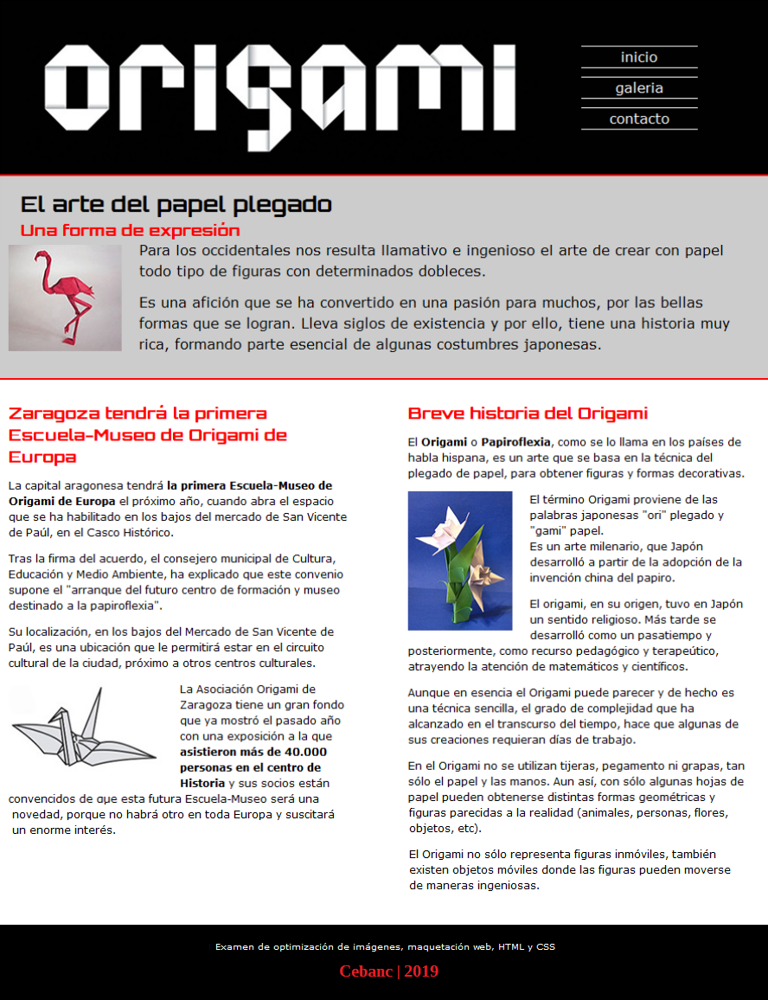 origami
inicio
galeria
contacto
El arte del papel plegado
Una forma de expresión
Para los occidentales nos resulta llamativo e ingenioso el arte de crear con papel
todo tipo de figuras con determinados dobleces.
Es una afición que se ha convertido en una pasión para muchos, por las bellas
formas que se logran. Lleva siglos de existencia y por ello, tiene una historia muy
rica, formando parte esencial de algunas costumbres japonesas.
Zaragoza tendrá la primera
Escuela-Museo de Origami de
Europa
La capital aragonesa tendrá la primera Escuela-Museo de
Origami de Europa el próximo año, cuando abra el espacio
que se ha habilitado en los bajos del mercado de San Vicente
de Paúl, en el Casco Histórico.
Tras la firma del acuerdo, el consejero municipal de Cultura,
Educación y Medio Ambiente, ha explicado que este convenio
supone el "arranque del futuro centro de formación y museo
destinado a la papiroflexia".
Su localización, en los bajos del Mercado de San Vicente de
Paúl, es una ubicación que le permitirá estar en el circuito
cultural de la ciudad, próximo a otros centros culturales.
La Asociación Origami de
Zaragoza tiene un gran fondo
que ya mostró el pasado año
con una exposición a la que
asistieron más de 40.000
personas en el centro de
Historia y sus socios están
convencidos de que esta futura Escuela-Museo será una
novedad, porque no habrá otro en toda Europa y suscitará
un enorme interés.
Breve historia del Origami
El Origami o Papiroflexia, como se lo llama en los países de
habla hispana, es un arte que se basa en la técnica del
plegado de papel, para obtener figuras y formas decorativas.
El término Origami proviene de las
palabras japonesas "ori" plegado y
"gami" papel.
Es un arte milenario, que Japón
desarrolló a partir de la adopción de la
invención china del papiro.
El origami, en su origen, tuvo en Japón
un sentido religioso. Más tarde se
desarrolló como un pasatiempo y
posteriormente, como recurso pedagógico y terapeútico,
atrayendo la atención de matemáticos y científicos.
Aunque en esencia el Origami puede parecer y de hecho es
una técnica sencilla, el grado de complejidad que ha
alcanzado en el transcurso del tiempo, hace que algunas de
sus creaciones requieran días de trabajo.
En el Origami no se utilizan tijeras, pegamento ni grapas, tan
sólo el papel y las manos. Aun así, con sólo algunas hojas de
papel pueden obtenerse distintas formas geométricas y
figuras parecidas a la realidad (animales, personas, flores,
objetos, etc).
El Origami no sólo representa figuras inmóviles, también
existen objetos móviles donde las figuras pueden moverse
de maneras ingeniosas.
Examen de optimización de imágenes, maquetación web, HTML y CSS
Cebanc | 2019